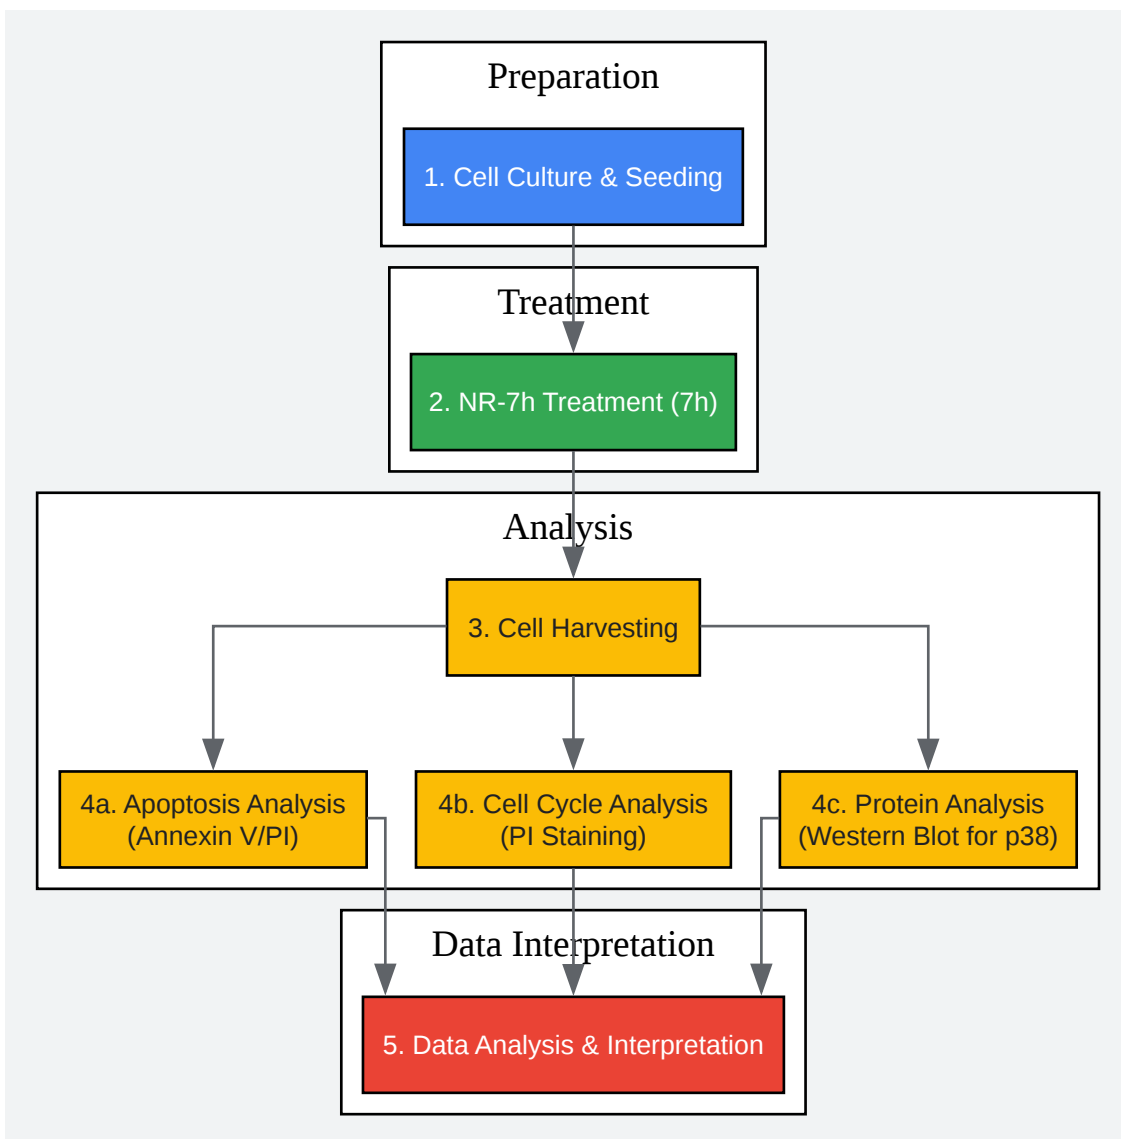 Preparation
1. Cell Culture & Seeding
Treatment
2. NR-7h Treatment (7h)
Analysis
3. Cell Harvesting
4a. Apoptosis Analysis
(Annexin V/PI)
4b. Cell Cycle Analysis
(PI Staining)
4c. Protein Analysis
(Western Blot for p38)
Data Interpretation
5. Data Analysis & Interpretation